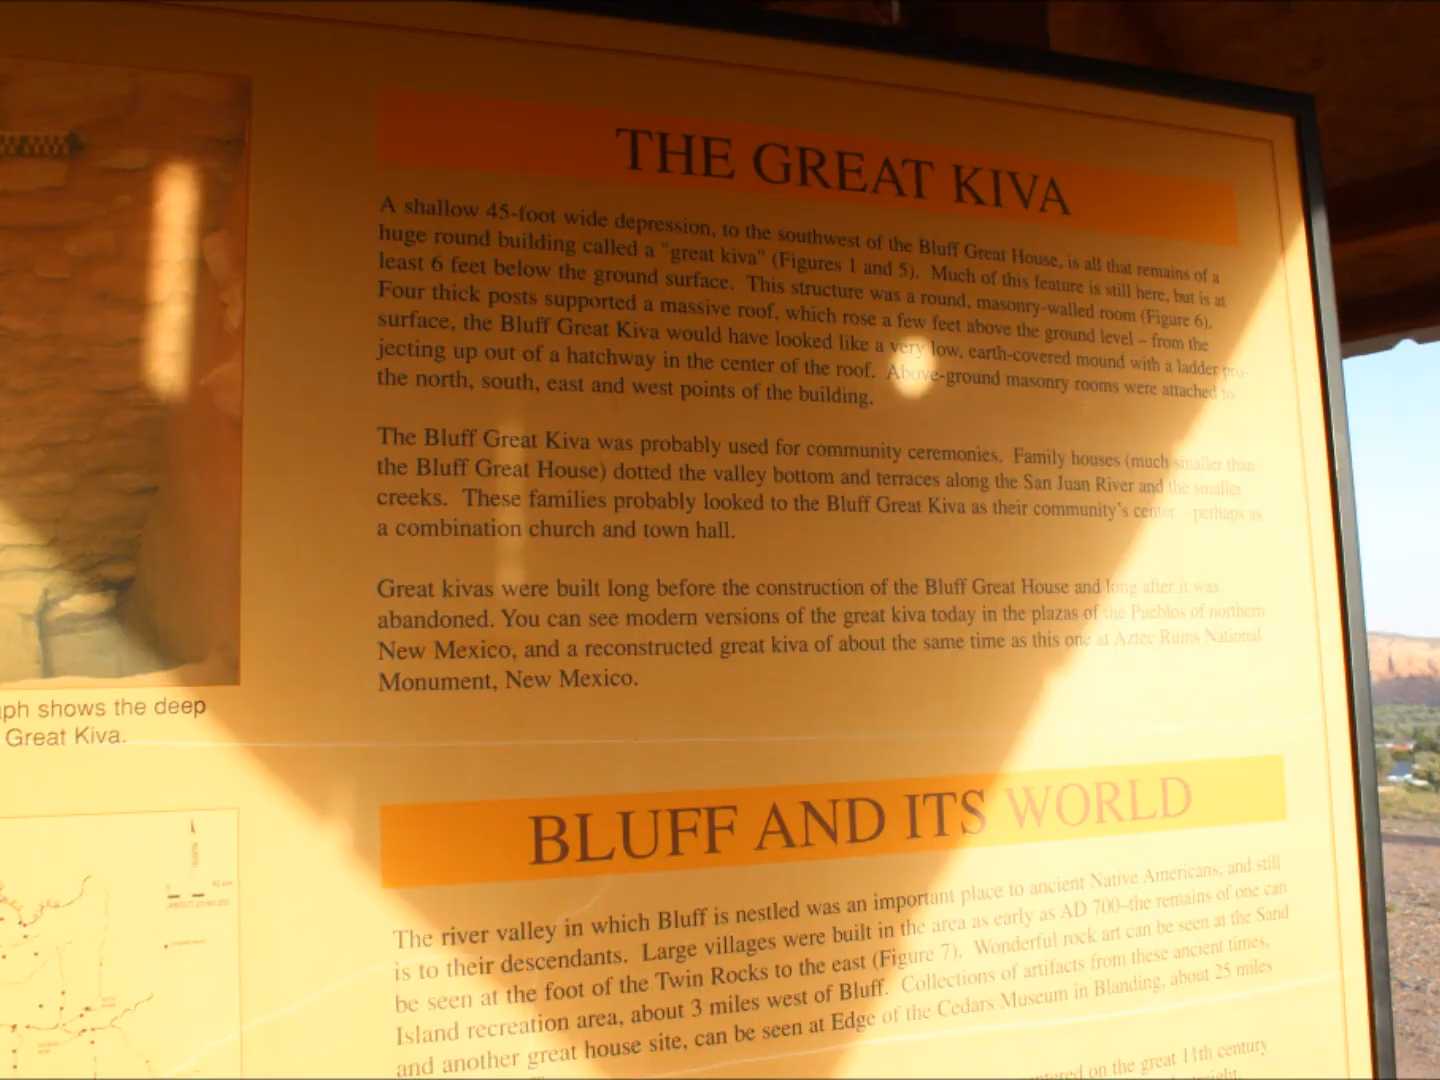 THE GREAT KIVA
A shallow 45-foot wide depression, to the southwest of the Bluff Great House, is all that remains of a
huge round building called a "great kiva" (Figures 1 and 5). Much of this feature is still here, but is at
least 6 feet below the ground surface. This structure was a round, masonry-walled room (Figure 6).
Four thick posts supported a massive roof, which rose a few feet above the ground level – from the
surface, the Bluff Great Kiva would have looked like a very low, earth-covered mound with a ladder pro-
jecting up out of a hatchway in the center of the roof. Above-ground masonry rooms were attached to
the north, south, east and west points of the building.
The Bluff Great Kiva was probably used for community ceremonies. Family houses (much smaller than
the Bluff Great House) dotted the valley bottom and terraces along the San Juan River and the smaller
creeks. These families probably looked to the Bluff Great Kiva as their community's center perhaps as
a combination church and town hall.
Great kivas were built long before the construction of the Bluff Great House and long after it was
abandoned. You can see modern versions of the great kiva today in the plazas of the Pueblos of northern
New Mexico, and a reconstructed great kiva of about the same time as this one at Aztec Ruins National
Monument, New Mexico.
ph shows the deep
Great Kiva.
NORTH
(ABOUT 25 MILES)
BLUFF AND ITS WORLD
The river valley in which Bluff is nestled was an important place to ancient Native Americans, and still
is to their descendants. Large villages were built in the area as early as AD 700–the remains of one can
be seen at the foot of the Twin Rocks to the east (Figure 7). Wonderful rock art can be seen at the Sand
Island recreation area, about 3 miles west of Bluff. Collections of artifacts from these ancient times,
and another great house site, can be seen at Edge of the Cedars Museum in Blanding, about 25 miles
on the great 11th century